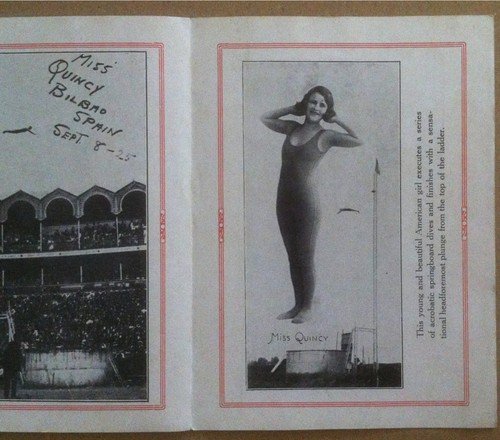 MISS
QUINCY
BILBAO
SPAIN
SEPT. 8-25
MISS QUINCY
This young and beautiful American girl executes a series
of acrobatic springboard dives and finishes with a sensa-
tional headforemost plunge from the top of the ladder.